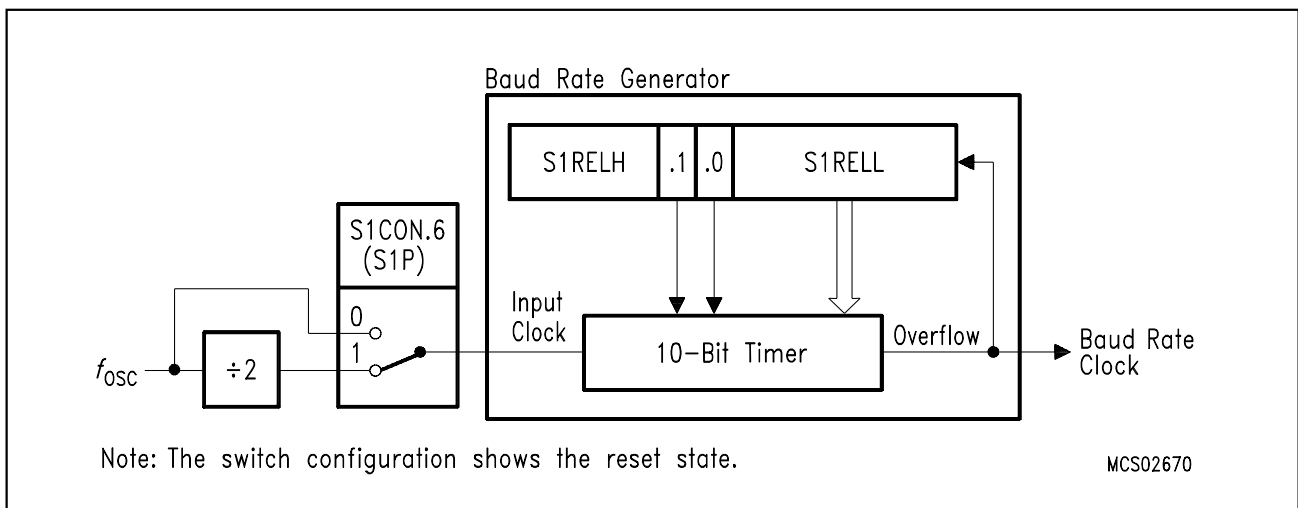 Baud Rate Generator
S1RELH .1 .0 S1RELL
S1CON.6
(S1P)
0
1
Input
Clock
10-Bit Timer
Overflow
Baud Rate
Clock
fOSC
÷2
Note: The switch configuration shows the reset state.
MCS02670